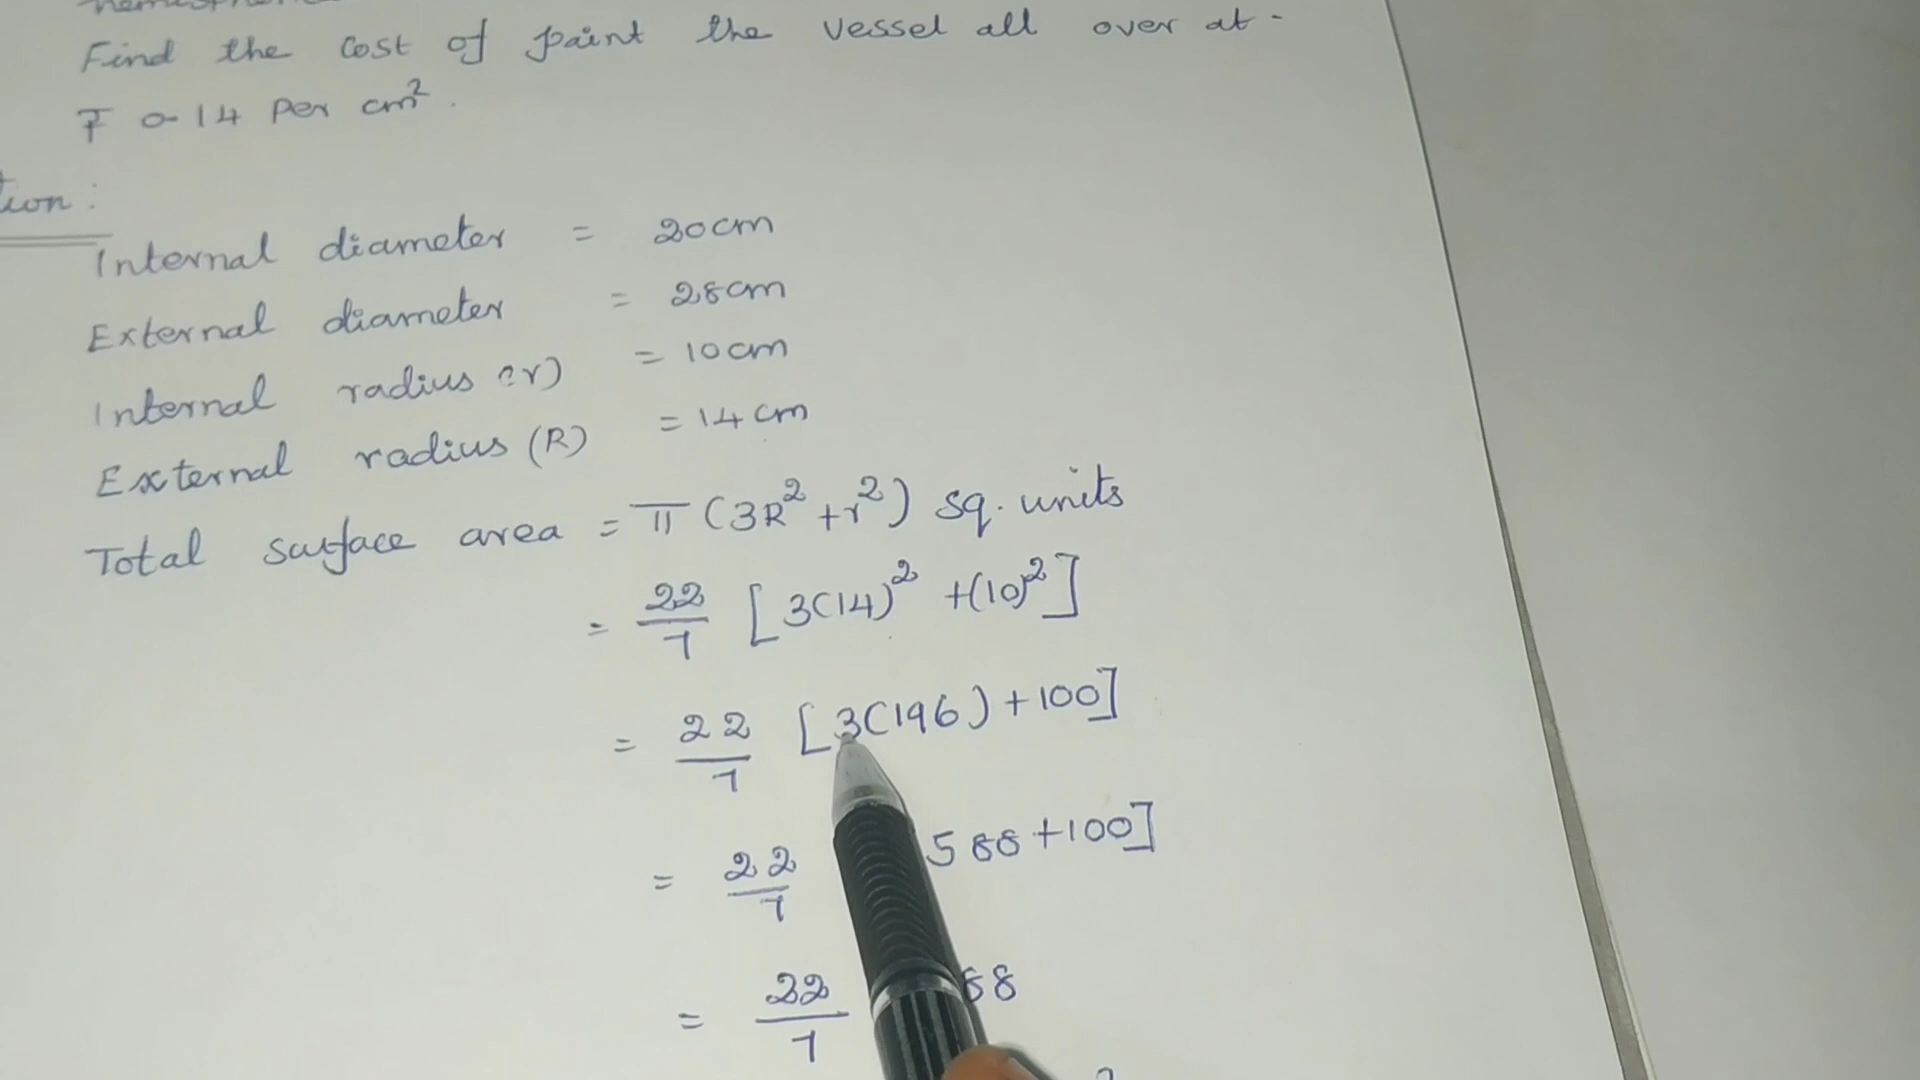 Find the cost of paint the vessel all over at
₹ 0.14 per cm².
Internal diameter = 20cm
External diameter = 28cm
Internal radius (r) = 10cm
External radius (R) = 14cm
Total surface area = π (3R² + r²) sq. units
= 22/7 [3(14)² + (10)²]
= 22/7 [3(196) + 100]
= 22/7 588 + 100]
= 22/7 88